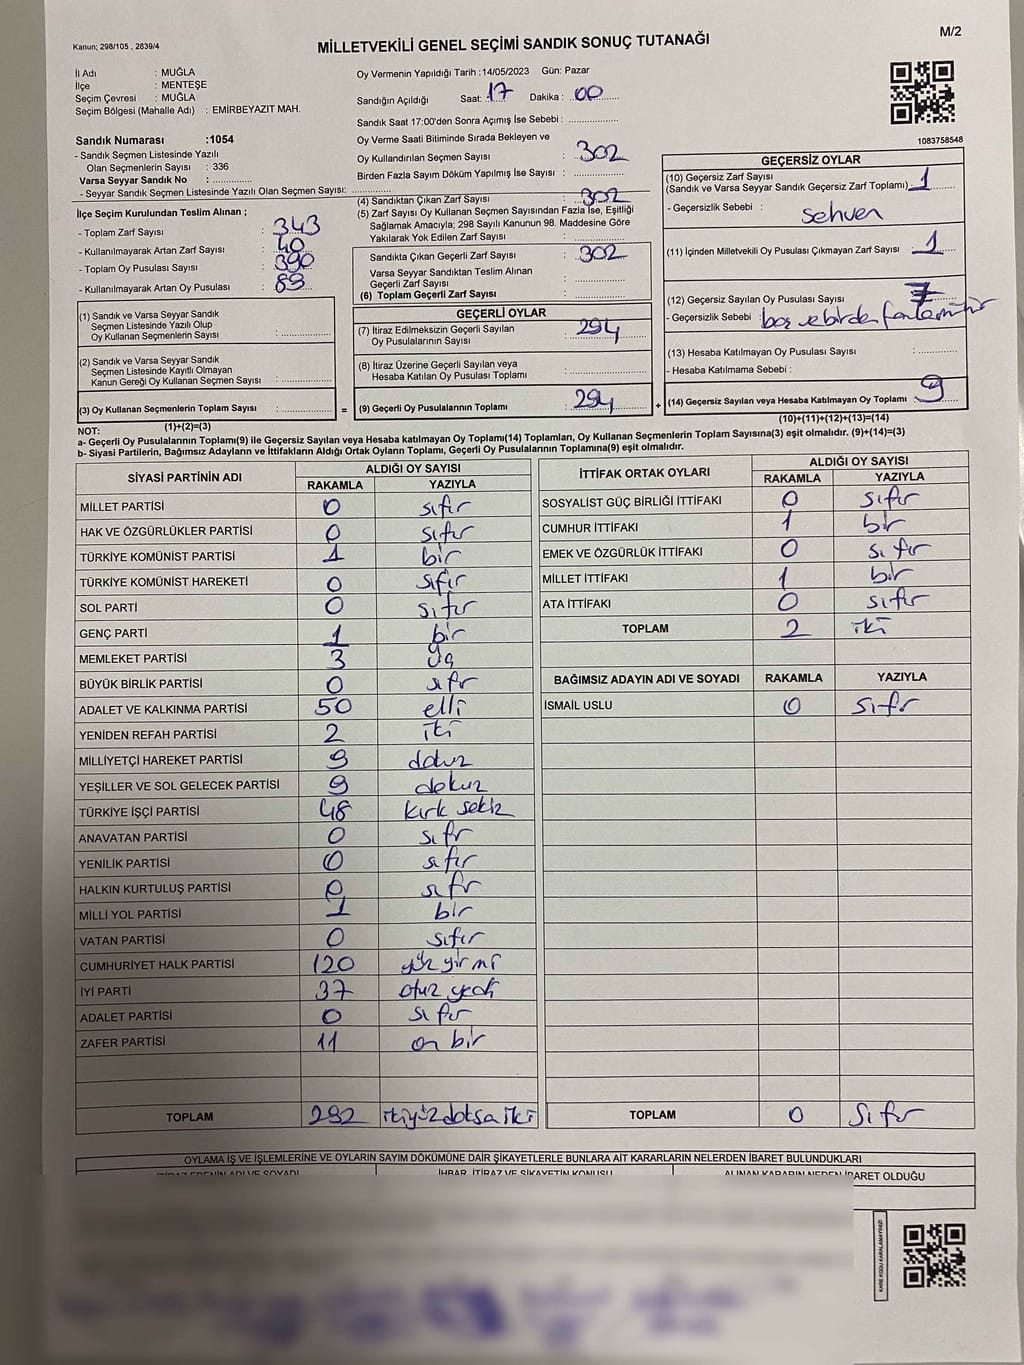 Kanun; 298/105 , 2839/4
MİLLETVEKİLİ GENEL SEÇİMİ SANDIK SONUÇ TUTANAĞI
M/2
İl Adı : MUĞLA
İlçe : MENTEŞE
Seçim Çevresi : MUĞLA
Seçim Bölgesi (Mahalle Adı) : EMİRBEYAZIT MAH.
Sandık Numarası :1054
- Sandık Seçmen Listesinde Yazılı
Olan Seçmenlerin Sayısı : 336
Varsa Seyyar Sandık No :
- Seyyar Sandık Seçmen Listesinde Yazılı Olan Seçmen Sayısı:
İlçe Seçim Kurulundan Teslim Alınan ;
- Toplam Zarf Sayısı : 343
- Kullanılmayarak Artan Zarf Sayısı : 40
- Toplam Oy Pusulası Sayısı : 390
- Kullanılmayarak Artan Oy Pusulası : 89
(1) Sandık ve Varsa Seyyar Sandık
Seçmen Listesinde Yazılı Olup
Oy Kullanan Seçmenlerin Sayısı :
(2) Sandık ve Varsa Seyyar Sandık
Seçmen Listesinde Kayıtlı Olmayan
Kanun Gereği Oy Kullanan Seçmen Sayısı :
(3) Oy Kullanan Seçmenlerin Toplam Sayısı :
(1)+(2)=(3)
Oy Vermenin Yapıldığı Tarih :14/05/2023 Gün: Pazar
Sandığın Açıldığı Saat: 17 Dakika : 00
Sandık Saat 17:00'den Sonra Açımış İse Sebebi :
Oy Verme Saati Bitiminde Sırada Bekleyen ve
Oy Kullandırılan Seçmen Sayısı : 302
Birden Fazla Sayım Döküm Yapılmış İse Sayısı :
(4) Sandıktan Çıkan Zarf Sayısı : 302
(5) Zarf Sayısı Oy Kullanan Seçmen Sayısından Fazla İse, Eşitliği
Sağlamak Amacıyla; 298 Sayılı Kanunun 98. Maddesine Göre
Yakılarak Yok Edilen Zarf Sayısı :
Sandıkta Çıkan Geçerli Zarf Sayısı : 302
Varsa Seyyar Sandıktan Teslim Alınan
Geçerli Zarf Sayısı :
(6) Toplam Geçerli Zarf Sayısı :
GEÇERLİ OYLAR
(7) İtiraz Edilmeksizin Geçerli Sayılan
Oy Pusulalarının Sayısı : 294
(8) İtiraz Üzerine Geçerli Sayılan veya
Hesaba Katılan Oy Pusulası Toplamı :
= (9) Geçerli Oy Pusulalarının Toplamı : 294 +
1083758548
GEÇERSİZ OYLAR
(10) Geçersiz Zarf Sayısı
(Sandık ve Varsa Seyyar Sandık Geçersiz Zarf Toplamı) 1
- Geçersizlik Sebebi : sehven
(11) İçinden Milletvekili Oy Pusulası Çıkmayan Zarf Sayısı : 1
(12) Geçersiz Sayılan Oy Pusulası Sayısı : 7
- Geçersizlik Sebebi : boş ve birden fazla mühür
(13) Hesaba Katılmayan Oy Pusulası Sayısı :
- Hesaba Katılmama Sebebi :
(14) Geçersiz Sayılan veya Hesaba Katılmayan Oy Toplamı : 9
(10)+(11)+(12)+(13)=(14)
NOT:
a- Geçerli Oy Pusulalarının Toplamı(9) ile Geçersiz Sayılan veya Hesaba katılmayan Oy Toplamı(14) Toplamları, Oy Kullanan Seçmenlerin Toplam Sayısına(3) eşit olmalıdır. (9)+(14)=(3)
b- Siyasi Partilerin, Bağımsız Adayların ve İttifakların Aldığı Ortak Oyların Toplamı, Geçerli Oy Pusulalarının Toplamına(9) eşit olmalıdır.
SİYASİ PARTİNİN ADI ALDIĞI OY SAYISI
RAKAMLA YAZIYLA
MİLLET PARTİSİ 0 sıfır
HAK VE ÖZGÜRLÜKLER PARTİSİ 0 sıfır
TÜRKİYE KOMÜNİST PARTİSİ 1 bir
TÜRKİYE KOMÜNİST HAREKETİ 0 sıfır
SOL PARTİ 0 sıfır
GENÇ PARTİ 1 bir
MEMLEKET PARTİSİ 3 üç
BÜYÜK BİRLİK PARTİSİ 0 sıfır
ADALET VE KALKINMA PARTİSİ 50 elli
YENİDEN REFAH PARTİSİ 2 iki
MİLLİYETÇİ HAREKET PARTİSİ 9 dokuz
YEŞİLLER VE SOL GELECEK PARTİSİ 9 dokuz
TÜRKİYE İŞÇİ PARTİSİ 48 kırk sekiz
ANAVATAN PARTİSİ 0 sıfır
YENİLİK PARTİSİ 0 sıfır
HALKIN KURTULUŞ PARTİSİ 0 sıfır
MİLLİ YOL PARTİSİ 1 bir
VATAN PARTİSİ 0 sıfır
CUMHURİYET HALK PARTİSİ 120 yüz yirmi
İYİ PARTİ 37 otuz yedi
ADALET PARTİSİ 0 sıfır
ZAFER PARTİSİ 11 on bir
TOPLAM 292 ikiyüzdoksaniki
İTTİFAK ORTAK OYLARI ALDIĞI OY SAYISI
RAKAMLA YAZIYLA
SOSYALİST GÜÇ BİRLİĞİ İTTİFAKI 0 sıfır
CUMHUR İTTİFAKI 1 bir
EMEK VE ÖZGÜRLÜK İTTİFAKI 0 sıfır
MİLLET İTTİFAKI 1 bir
ATA İTTİFAKI 0 sıfır
TOPLAM 2 iki
BAĞIMSIZ ADAYIN ADI VE SOYADI RAKAMLA YAZIYLA
İSMAİL USLU 0 sıfır
TOPLAM 0 sıfır
OYLAMA İŞ VE İŞLEMLERİNE VE OYLARIN SAYIM DÖKÜMÜNE DAİR ŞİKAYETLERLE BUNLARA AİT KARARLARIN NELERDEN İBARET BULUNDUKLARI
İTİRAZ EDENİN ADI VE SOYADI İHBAR, İTİRAZ VE ŞİKAYETİN KONUSU ALINAN KARARIN NEDEN İBARET OLDUĞU
KARE KODU KARALAMAYINIZ!